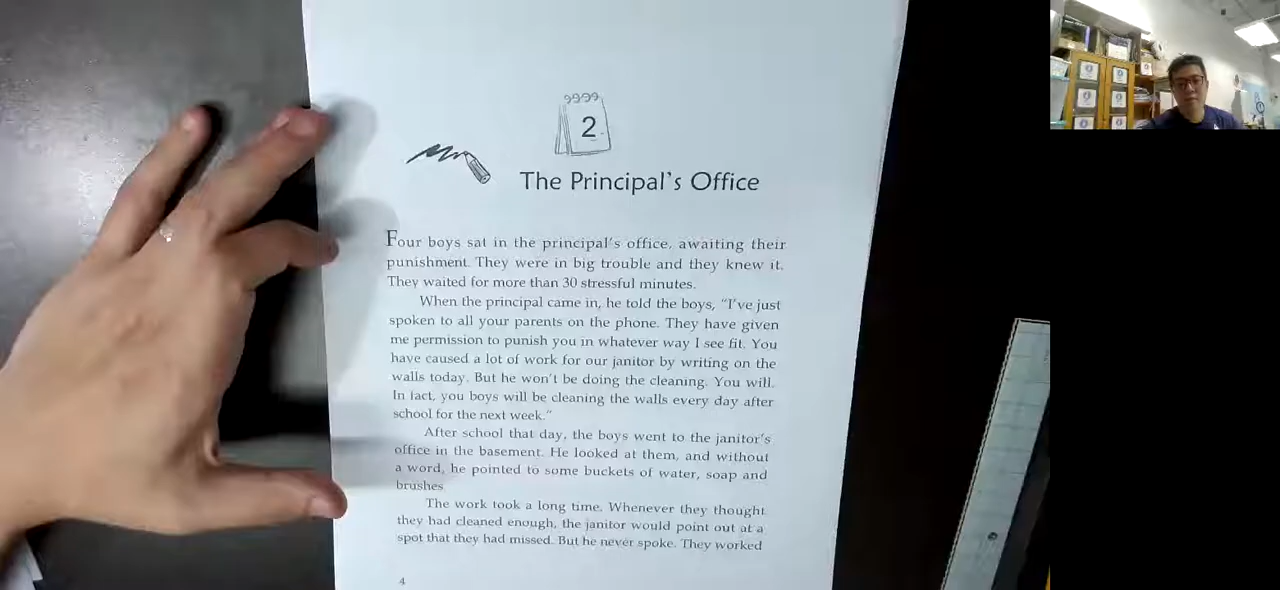 2
The Principal's Office
Four boys sat in the principal's office, awaiting their
punishment. They were in big trouble and they knew it.
They waited for more than 30 stressful minutes.
When the principal came in, he told the boys, "I've just
spoken to all your parents on the phone. They have given
me permission to punish you in whatever way I see fit. You
have caused a lot of work for our janitor by writing on the
walls today. But he won't be doing the cleaning. You will.
In fact, you boys will be cleaning the walls every day after
school for the next week."
After school that day, the boys went to the janitor's
office in the basement. He looked at them, and without
a word, he pointed to some buckets of water, soap and
brushes.
The work took a long time. Whenever they thought
they had cleaned enough, the janitor would point out at a
spot that they had missed. But he never spoke. They worked
4